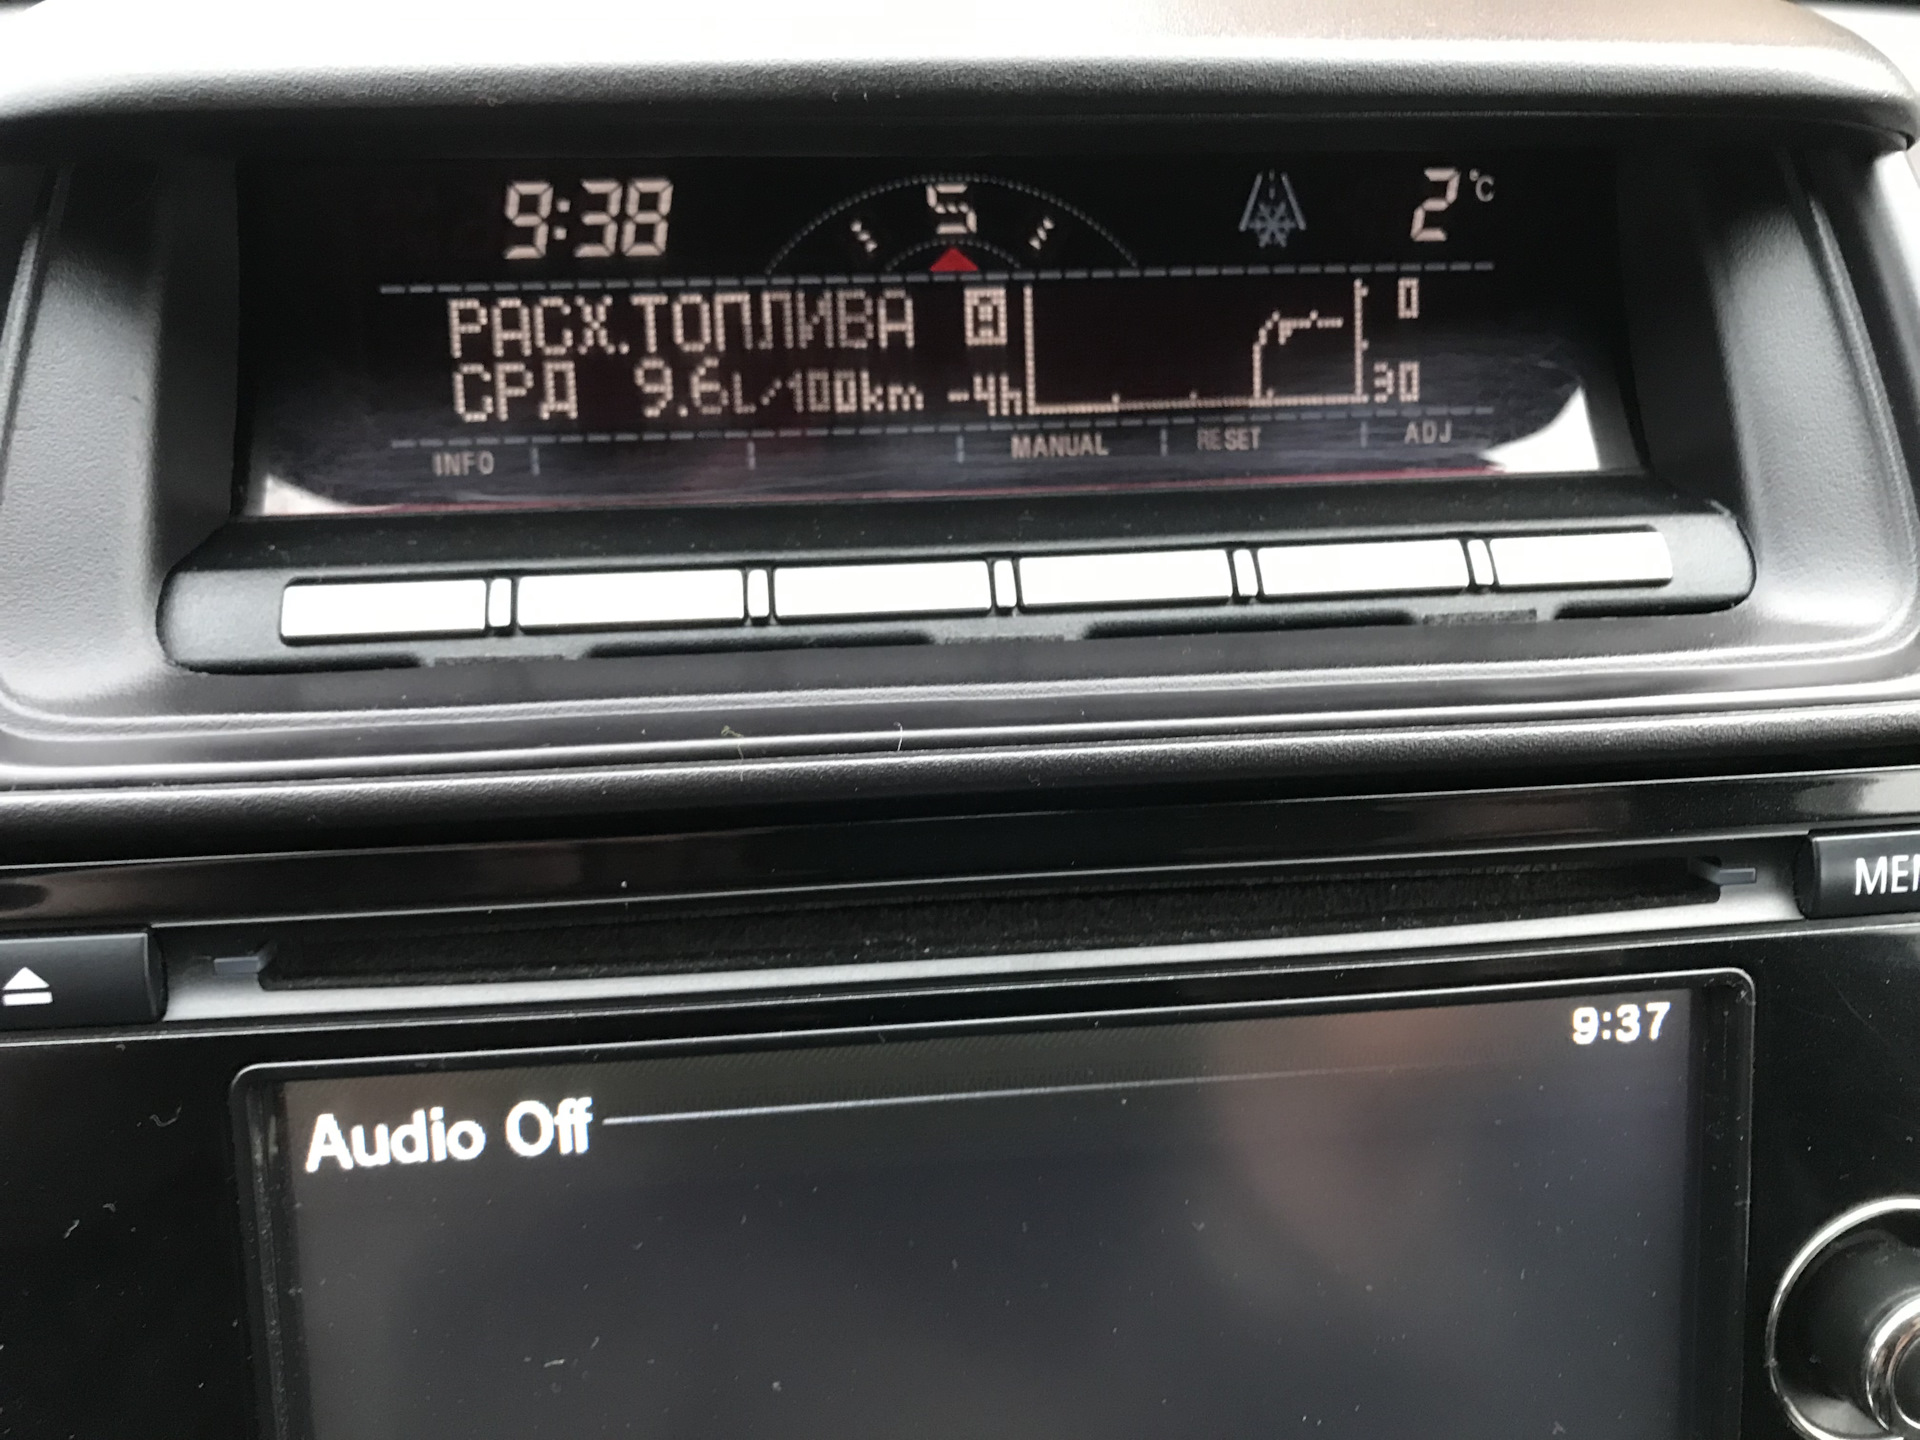 9:38 S 2°C
РАСХ.ТОПЛИВА A 0
СРД 9.6L/100km -4h 30
INFO MANUAL RESET ADJ
MEN
9:37
Audio Off